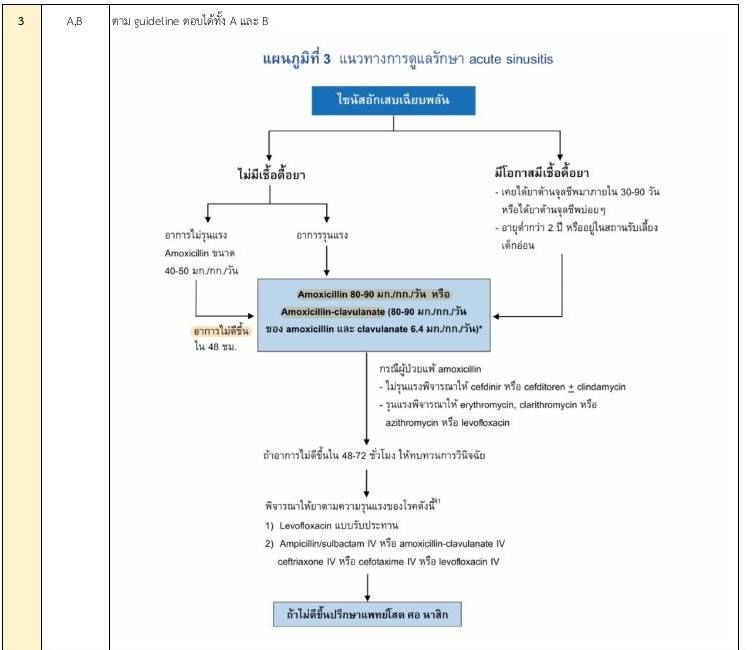 3
A,B
ตาม guideline ตอบได้ทั้ง A และ B
แผนภูมิที่ 3 แนวทางการดูแลรักษา acute sinusitis
ไซนัสอักเสบเฉียบพลัน
ไม่มีเชื้อดื้อยา
มีโอกาสมีเชื้อดื้อยา
- เคยได้ยาต้านจุลชีพมาภายใน 30-90 วัน
หรือได้ยาต้านจุลชีพบ่อยๆ
- อายุต่ำกว่า 2 ปี หรืออยู่ในสถานรับเลี้ยง
เด็กอ่อน
อาการไม่รุนแรง
Amoxicillin ขนาด
40-50 มก./กก./วัน
อาการรุนแรง
Amoxicillin 80-90 มก./กก./วัน หรือ
Amoxicillin-clavulanate (80-90 มก./กก./วัน
ของ amoxicillin และ clavulanate 6.4 มก./กก./วัน)*
อาการไม่ดีขึ้น
ใน 48 ชม.
กรณีผู้ป่วยแพ้ amoxicillin
- ไม่รุนแรงพิจารณาให้ cefdinir หรือ cefditoren ± clindamycin
- รุนแรงพิจารณาให้ erythromycin, clarithromycin หรือ
azithromycin หรือ levofloxacin
ถ้าอาการไม่ดีขึ้นใน 48-72 ชั่วโมง ให้ทบทวนการวินิจฉัย
พิจารณาให้ยาตามความรุนแรงของโรคดังนี้
1) Levofloxacin แบบรับประทาน
2) Ampicillin/sulbactam IV หรือ amoxicillin-clavulanate IV
ceftriaxone IV หรือ cefotaxime IV หรือ levofloxacin IV
ถ้าไม่ดีขึ้นปรึกษาแพทย์โสต ศอ นาสิก